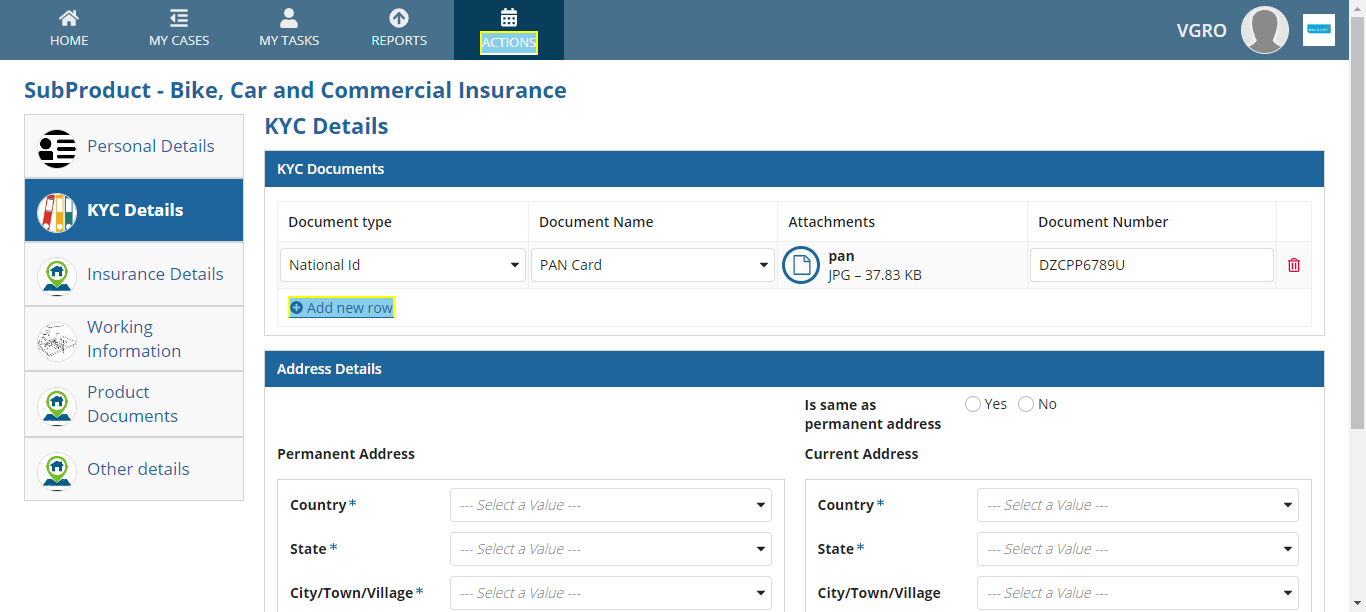 HOME
MY CASES
MY TASKS
REPORTS
ACTIONS
VGRO
SubProduct - Bike, Car and Commercial Insurance
Personal Details
KYC Details
Insurance Details
Working
Information
Product
Documents
Other details
KYC Details
KYC Documents
Document type
Document Name
Attachments
Document Number
National Id
PAN Card
pan
JPG – 37.83 KB
DZCPP6789U
Add new row
Address Details
Is same as
permanent address
Yes
No
Permanent Address
Current Address
Country *
--- Select a Value ---
Country *
--- Select a Value ---
State *
--- Select a Value ---
State *
--- Select a Value ---
City/Town/Village *
--- Select a Value ---
City/Town/Village
--- Select a Value ---